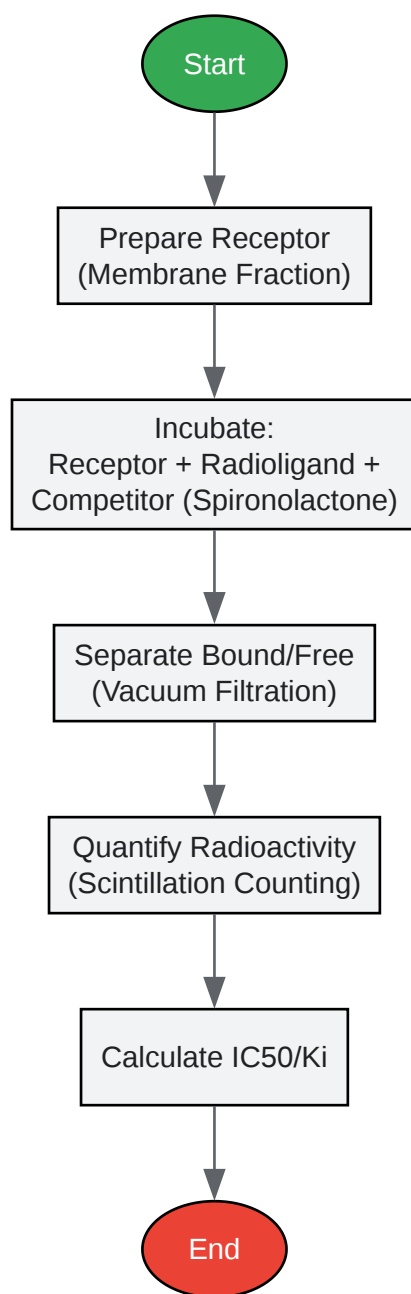 Start
Prepare Receptor
(Membrane Fraction)
Incubate:
Receptor + Radioligand +
Competitor (Spironolactone)
Separate Bound/Free
(Vacuum Filtration)
Quantify Radioactivity
(Scintillation Counting)
Calculate IC50/Ki
End